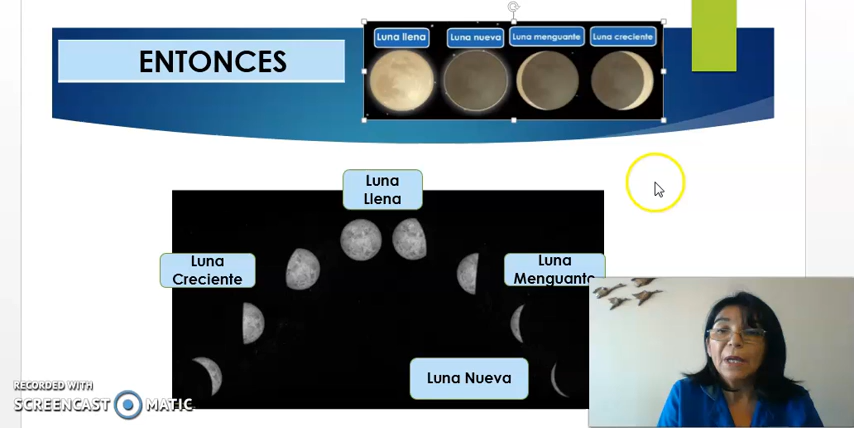 Luna llena
Luna nueva
Luna menguante
Luna creciente
ENTONCES
Luna
Llena
Luna
Creciente
Luna
Menguante
Luna Nueva
RECORDED WITH
SCREENCAST MATIC